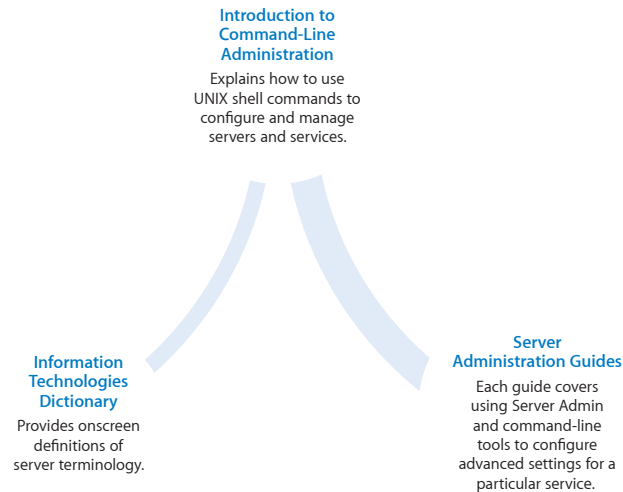 Introduction to
Command-Line
Administration
Explains how to use
UNIX shell commands to
configure and manage
servers and services.
Information
Technologies
Dictionary
Provides onscreen
definitions of
server terminology.
Server
Administration Guides
Each guide covers
using Server Admin
and command-line
tools to configure
advanced settings for a
particular service.